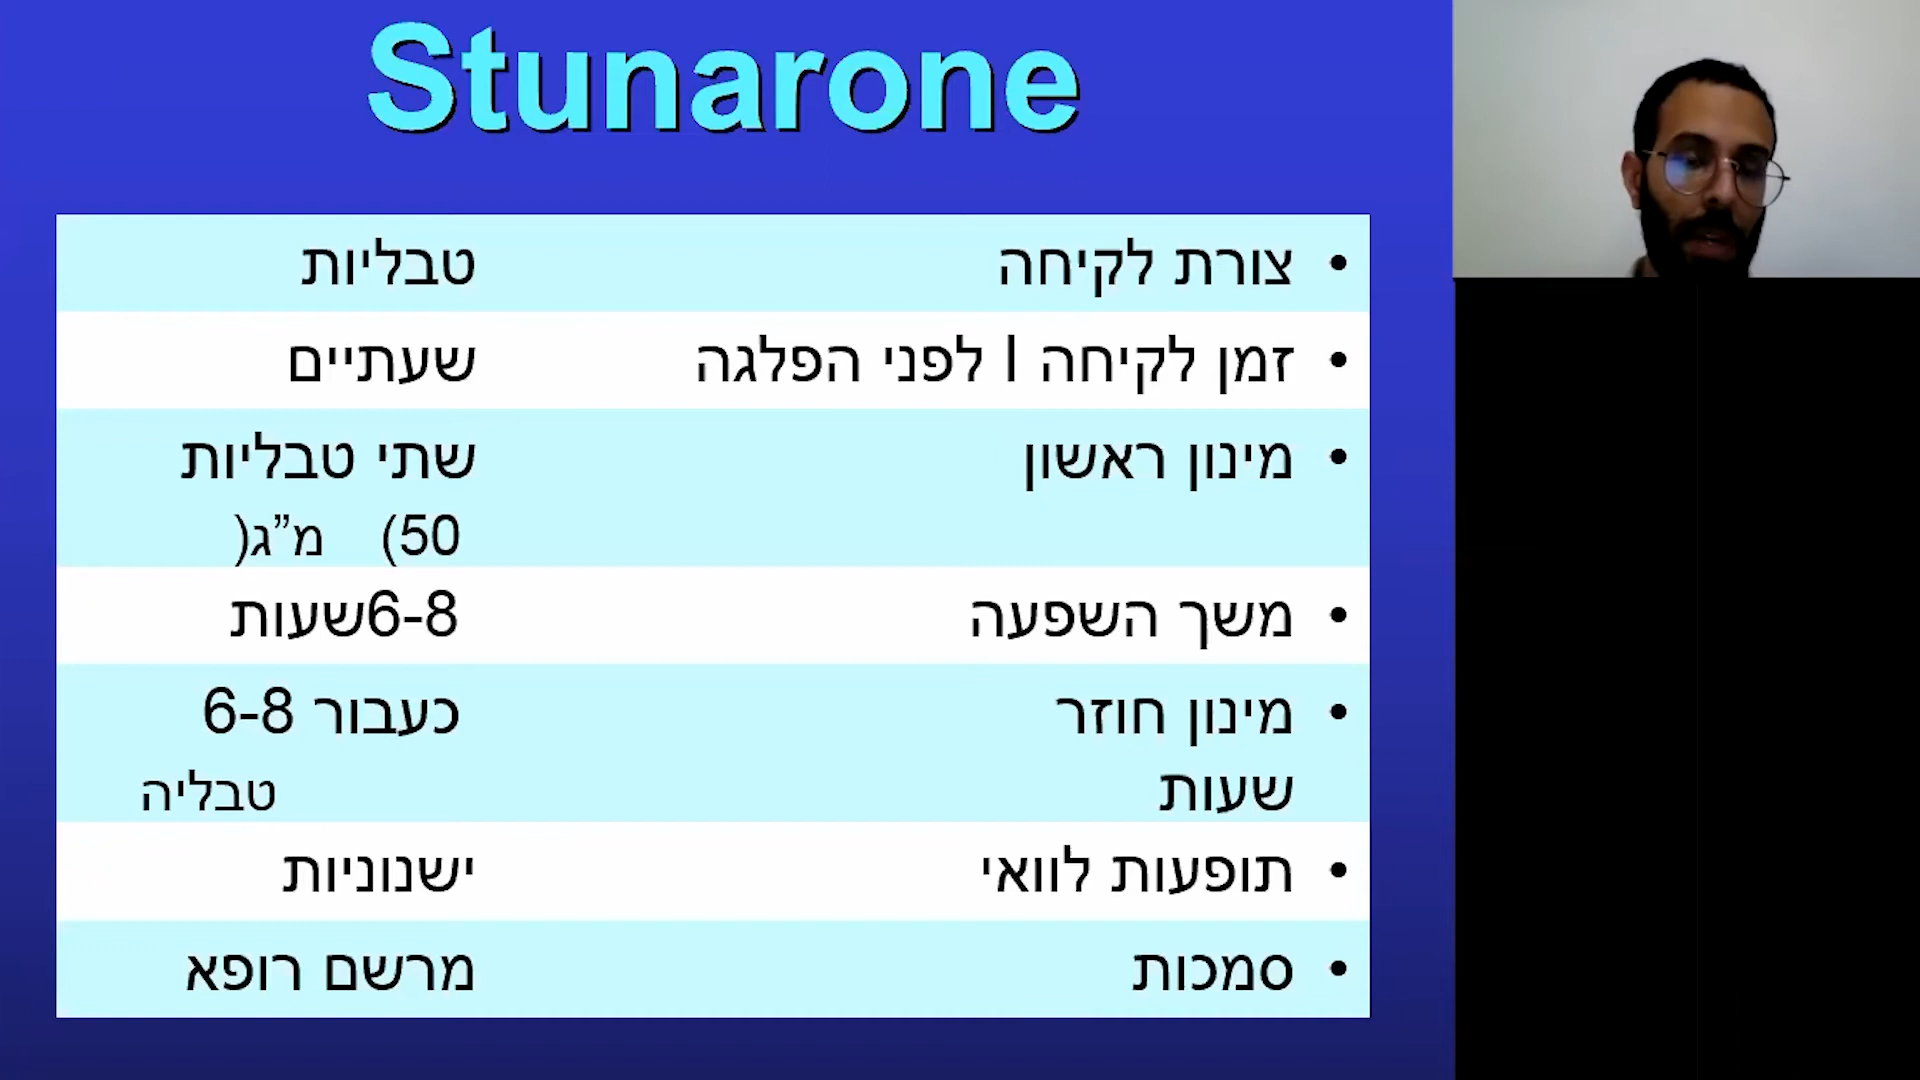 Stunarone
• צורת לקיחה טבליות
• זמן לקיחה I לפני הפלגה שעתיים
• מינון ראשון שתי טבליות
(50 מ”ג)
• משך השפעה 6-8שעות
• מינון חוזר כעבור 6-8
שעות טבליה
• תופעות לוואי ישנוניות
• סמכות מרשם רופא